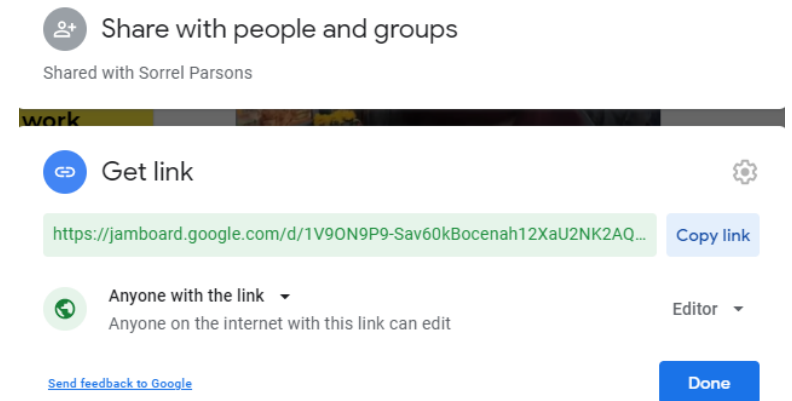 Share with people and groups
Shared with Sorrel Parsons
work
Get link
https://jamboard.google.com/d/1V9ON9P9-Sav60kBocenah12XaU2NK2AQ...
Copy link
Anyone with the link
Anyone on the internet with this link can edit
Editor
Send feedback to Google
Done